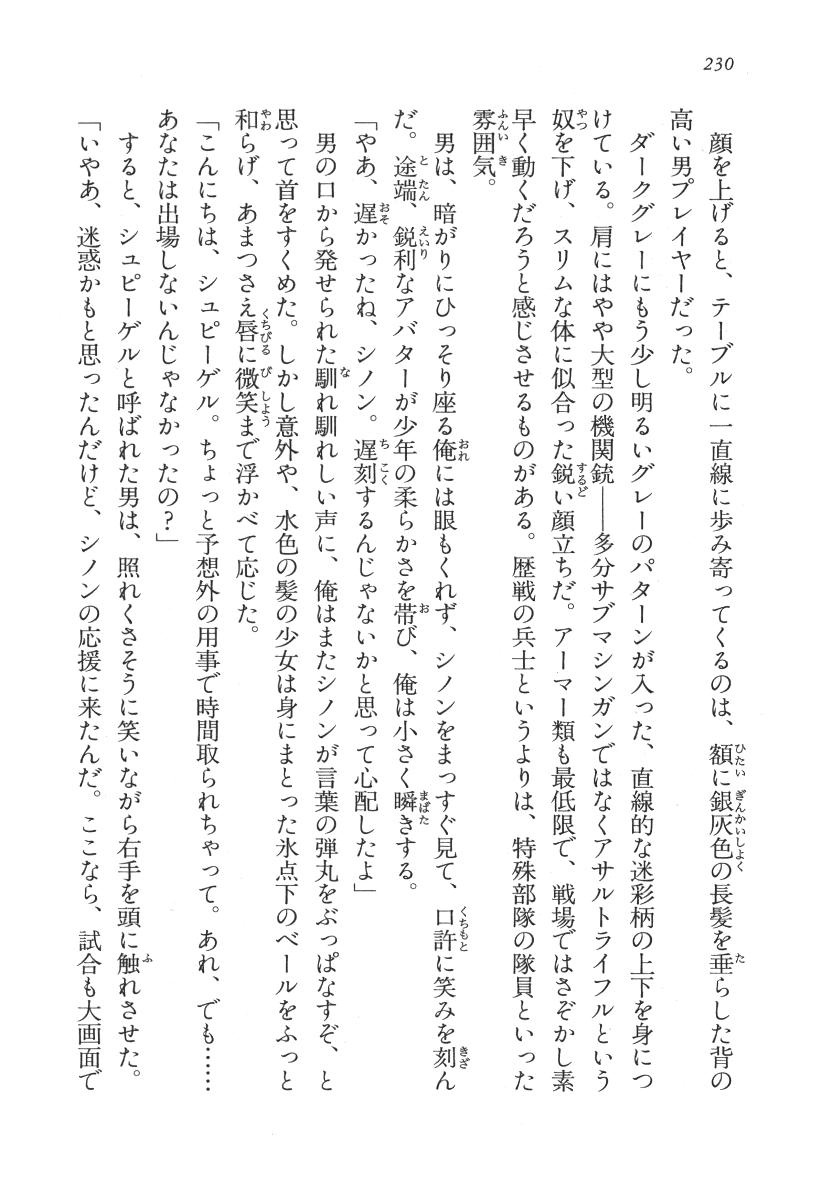 230
顔を上げると、テーブルに一直線に歩み寄ってくるのは、額に銀灰色の長髪を垂らした背の
高い男プレイヤーだった。
ダークグレーにもう少し明るいグレーのパターンが入った、直線的な迷彩柄の上下を身につ
けている。肩にはやや大型の機関銃――多分サブマシンガンではなくアサルトライフルという
奴を下げ、スリムな体に似合った鋭い顔立ちだ。アーマー類も最低限で、戦場ではさぞかし素
早く動くだろうと感じさせるものがある。歴戦の兵士というよりは、特殊部隊の隊員といった
雰囲気。
男は、暗がりにひっそり座る俺には眼もくれず、シノンをまっすぐ見て、口許に笑みを刻ん
だ。途端、鋭利なアバターが少年の柔らかさを帯び、俺は小さく瞬きする。
「やあ、遅かったね、シノン。遅刻するんじゃないかと思って心配したよ」
男の口から発せられた馴れ馴れしい声に、俺はまたシノンが言葉の弾丸をぶっぱなすぞ、と
思って首をすくめた。しかし意外や、水色の髪の少女は身にまとった氷点下のベールをふっと
和らげ、あまつさえ唇に微笑まで浮かべて応じた。
「こんにちは、シュピーゲル。ちょっと予想外の用事で時間取られちゃって。あれ、でも……
あなたは出場しないんじゃなかったの？」
すると、シュピーゲルと呼ばれた男は、照れくさそうに笑いながら右手を頭に触れさせた。
「いやあ、迷惑かもと思ったんだけど、シノンの応援に来たんだ。ここなら、試合も大画面で